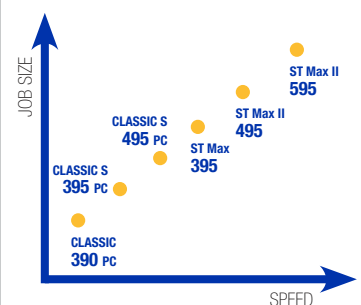 JOB SIZE
ST Max II
595
ST Max II
495
CLASSIC S
495 PC
ST Max
395
CLASSIC S
395 PC
CLASSIC
390 PC
SPEED